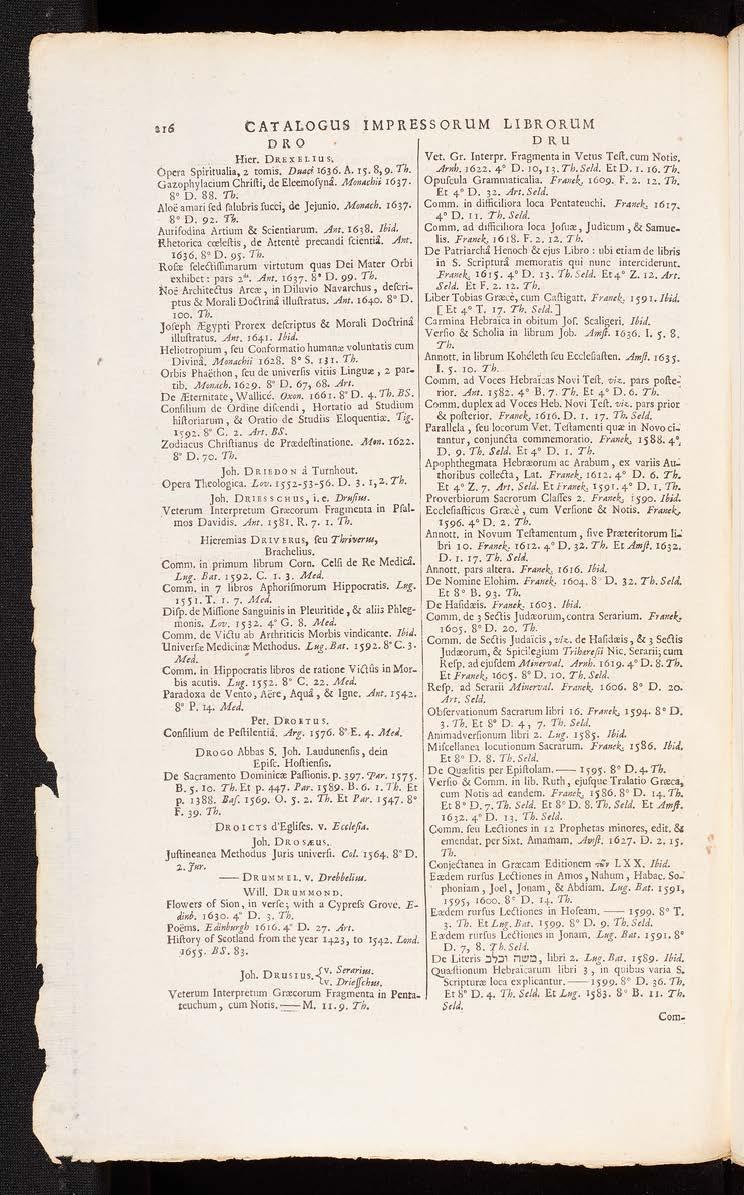 216
CATALOGUS IMPRESSORUM LIBRORUM
DRO
Hier. DREXELIUS.
Opera Spiritualia, 2 tomis. Duaci 1636. A. 15. 8, 9. Th.
Gazophylacium Chriſti, de Eleemoſynâ. Monachii 1637.
8° D. 88. Th.
Aloë amari ſed ſalubris ſucci, de Jejunio. Monach. 1637.
8° D. 92. Th.
Aurifodina Artium & Scientiarum. Ant. 1638. Ibid.
Rhetorica cœleſtis, de Attentè precandi ſcientiâ. Ant.
1636. 8° D. 95. Th.
Roſæ ſelectiſſimarum virtutum quas Dei Mater Orbi
exhibet: pars 2ᵃ. Ant. 1637. 8° D. 99. Th.
Noë Architectus Arcæ, in Diluvio Navarchus, deſcri-
ptus & Morali Doctrinâ illuſtratus. Ant. 1640. 8° D.
100. Th.
Joſeph Ægypti Prorex deſcriptus & Morali Doctrinâ
illuſtratus. Ant. 1641. Ibid.
Heliotropium, ſeu Conformatio humanæ voluntatis cum
Divinâ. Monachii 1628. 8° S. 131. Th.
Orbis Phaëthon, ſeu de univerſis vitiis Linguæ, 2 par-
tib. Monach. 1629. 8° D. 67, 68. Art.
De Æternitate, Wallicé. Oxon. 1661. 8° D. 4. Th. BS.
Conſilium de Ordine diſcendi, Hortatio ad Studium
hiſtoriarum, & Oratio de Studiis Eloquentiæ. Tig.
1592. 8° C. 2. Art. BS.
Zodiacus Chriſtianus de Prædeſtinatione. Mon. 1622.
8° D. 70. Th.
Joh. DRIEDON à Turnhout.
Opera Theologica. Lov. 1552-53-56. D. 3. 1, 2. Th.
Joh. DRIESSCHUS, i. e. Druſius.
Veterum Interpretum Græcorum Fragmenta in Pſal-
mos Davidis. Ant. 1581. R. 7. 1. Th.
Hieremias DRIVERUS, ſeu Thriverus,
Brachelius.
Comm. in primum librum Corn. Celſi de Re Medicâ.
Lug. Bat. 1592. C. 1. 3. Med.
Comm. in 7 libros Aphoriſmorum Hippocratis. Lug.
1551. T. 1. 7. Med.
Diſp. de Miſſione Sanguinis in Pleuritide, & aliis Phleg-
monis. Lov. 1532. 4° G. 8. Med.
Comm. de Victu ab Arthriticis Morbis vindicante. Ibid.
Univerſæ Medicinæ Methodus. Lug. Bat. 1592. 8° C. 3.
Med.
Comm. in Hippocratis libros de ratione Victûs in Mor-
bis acutis. Lug. 1552. 8° C. 22. Med.
Paradoxa de Vento, Aëre, Aquâ, & Igne. Ant. 1542.
8° P. 14. Med.
Pet. DROETUS.
Conſilium de Peſtilentiâ. Arg. 1576. 8° E. 4. Med.
DROGO Abbas S. Joh. Laudunenſis, dein
Epiſc. Hoſtienſis.
De Sacramento Dominicæ Paſſionis. p. 397. Par. 1575.
B. 5. 10. Th. Et p. 447. Par. 1589. B. 6. 1. Th. Et
p. 1388. Baſ. 1569. O. 5. 2. Th. Et Par. 1547. 8°
F. 39. Th.
DROICTS d'Egliſes. v. Eccleſia.
Joh. DROSÆUS.
Juſtineanea Methodus Juris univerſi. Col. 1564. 8° D.
2. Jur.
—— DRUMMEL. v. Drebbelius.
Will. DRUMMOND.
Flowers of Sion, in verſe; with a Cypreſs Grove. E-
dinb. 1630. 4° D. 3. Th.
Poëms. Edinburgh 1616. 4° D. 27. Art.
Hiſtory of Scotland from the year 1423, to 1542. Lond.
1655. BS. 83.
Joh. DRUSIUS. { v. Serarius.
v. Drieſſchus.
Veterum Interpretum Græcorum Fragmenta in Penta-
teuchum, cum Notis. —— M. 11. 9. Th.
DRU
Vet. Gr. Interpr. Fragmenta in Vetus Teſt. cum Notis.
Arnh. 1622. 4° D. 10, 13. Th. Seld. Et D. 1. 16. Th.
Opuſcula Grammaticalia. Franek. 1609. F. 2. 12. Th.
Et 4° D. 32. Art. Seld.
Comm. in difficiliora loca Pentateuchi. Franek. 1617.
4° D. 11. Th. Seld.
Comm. ad difficiliora loca Joſuæ, Judicum, & Samue-
lis. Franek. 1618. F. 2. 12. Th.
De Patriarchâ Henoch & ejus Libro: ubi etiam de libris
in S. Scripturâ memoratis qui nunc interciderunt.
Franek. 1615. 4° D. 13. Th. Seld. Et 4° Z. 12. Art.
Seld. Et F. 2. 12. Th.
Liber Tobias Græcè, cum Caſtigatt. Franek. 1591. Ibid.
[Et 4° T. 17. Th. Seld.]
Carmina Hebraïca in obitum Joſ. Scaligeri. Ibid.
Verſio & Scholia in librum Job. Amſt. 1636. I. 5. 8.
Th.
Annott. in librum Kohéleth ſeu Eccleſiaſten. Amſt. 1635.
I. 5. 10. Th.
Comm. ad Voces Hebraïcas Novi Teſt. viz. pars poſte-
rior. Ant. 1582. 4° B. 7. Th. Et 4° D. 6. Th.
Comm. duplex ad Voces Heb. Novi Teſt. viz. pars prior
& poſterior. Franek. 1616. D. 1. 17. Th. Seld.
Parallela, ſeu locorum Vet. Teſtamenti quæ in Novo ci-
tantur, conjuncta commemoratio. Franek. 1588. 4°.
D. 9. Th. Seld. Et 4° D. 1. Th.
Apophthegmata Hebræorum ac Arabum, ex variis Au-
thoribus collecta, Lat. Franek. 1612. 4° D. 6. Th.
Et 4° Z. 7. Art. Seld. Et Franek. 1591. 4° D. 1. Th.
Proverbiorum Sacrorum Claſſes 2. Franek. 1590. Ibid.
Eccleſiaſticus Græcè, cum Verſione & Notis. Franek.
1596. 4° D. 2. Th.
Annott. in Novum Teſtamentum, ſive Præteritorum li-
bri 10. Franek. 1612. 4° D. 32. Th. Et Amſt. 1632.
D. 1. 17. Th. Seld.
Annott. pars altera. Franek. 1616. Ibid.
De Nomine Elohim. Franek. 1604. 8° D. 32. Th. Seld.
Et 8° B. 93. Th.
De Haſidæis. Franek. 1603. Ibid.
Comm. de 3 Sectis Judæorum, contra Serarium. Franek.
1605. 8° D. 20. Th.
Comm. de Sectis Judaicis, viz. de Haſidæis, & 3 Sectis
Judæorum, & Spicilegium Trihæreſii Nic. Serarii; cum
Reſp. ad ejuſdem Minerval. Arnh. 1619. 4° D. 8. Th.
Et Franek. 1605. 8° D. 10. Th. Seld.
Reſp. ad Serarii Minerval. Franek. 1606. 8° D. 20.
Art. Seld.
Obſervationum Sacrarum libri 16. Franek. 1594. 8° D.
3. Th. Et 8° D. 4, 7. Th. Seld.
Animadverſionum libri 2. Lug. 1585. Ibid.
Miſcellanea locutionum Sacrarum. Franek. 1586. Ibid.
Et 8° D. 8. Th. Seld.
De Quæſitis per Epiſtolam. —— 1595. 8° D. 4. Th.
Verſio & Comm. in lib. Ruth, ejuſque Tralatio Græca,
cum Notis ad eandem. Franek. 1586. 8° D. 14. Th.
Et 8° D. 7. Th. Seld. Et 8° D. 8. Th. Seld. Et Amſt.
1632. 4° D. 13. Th. Seld.
Comm. ſeu Lectiones in 12 Prophetas minores, edit. &
emendat. per Sixt. Amamam. Amſt. 1627. D. 2. 15.
Th.
Conjectanea in Græcam Editionem τῶν LXX. Ibid.
Eædem rurſus Lectiones in Amos, Nahum, Habac. So-
phoniam, Joel, Jonam, & Abdiam. Lug. Bat. 1591,
1595, 1600. 8° D. 14. Th.
Eædem rurſus Lectiones in Hoſeam. —— 1599. 8° T.
3. Th. Et Lug. Bat. 1599. 8° D. 9. Th. Seld.
Eædem rurſus Lectiones in Jonam. Lug. Bat. 1591. 8°
D. 7, 8. Th. Seld.
De Literis משה וכלב, libri 2. Lug. Bat. 1589. Ibid.
Quæſtionum Hebraïcarum libri 3, in quibus varia S.
Scripturæ loca explicantur. —— 1599. 8° D. 36. Th.
Et 8° D. 4. Th. Seld. Et Lug. 1583. 8° B. 11. Th.
Seld.
Com-